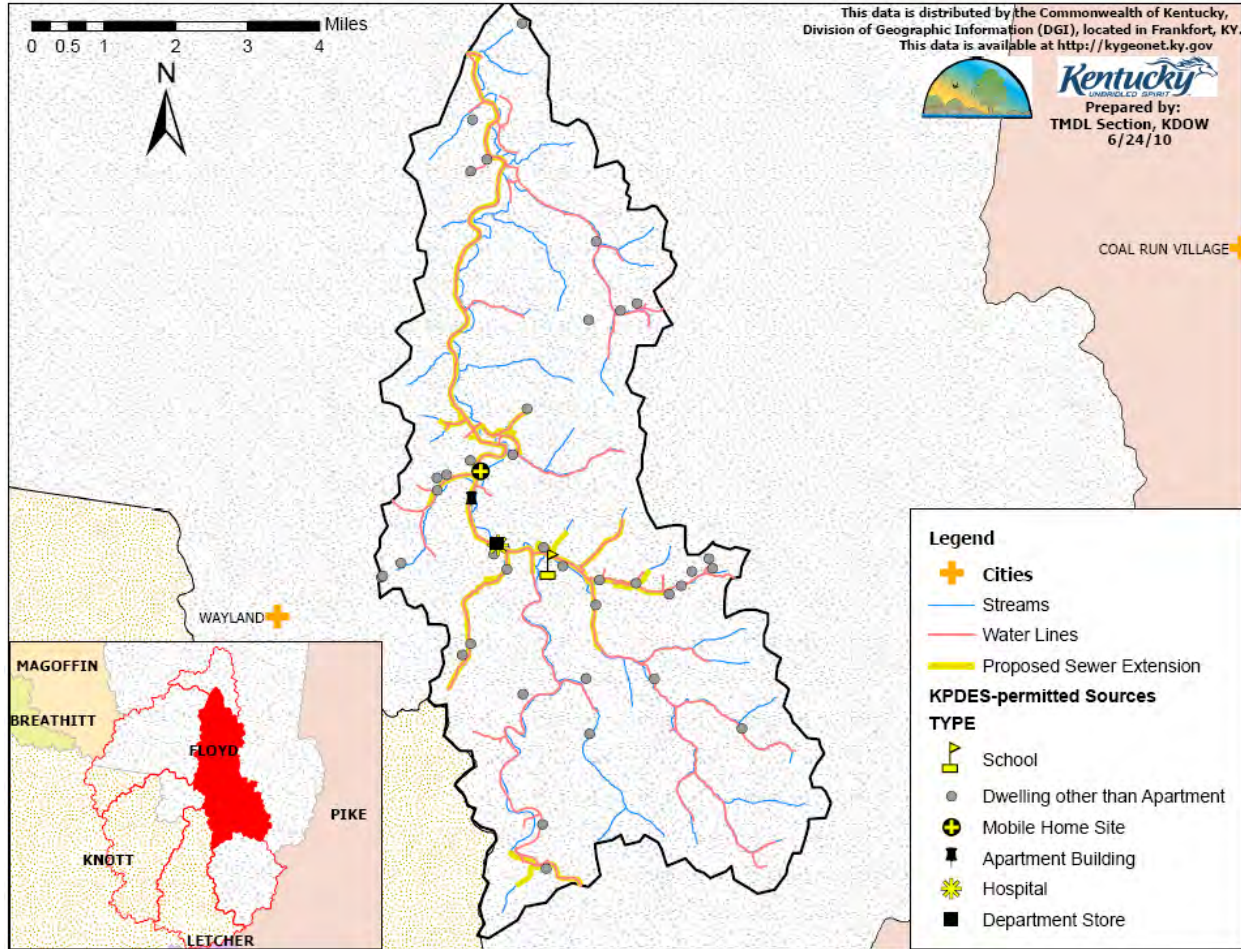 Miles
0 0.5 1 2 3 4
N
This data is distributed by the Commonwealth of Kentucky,
Division of Geographic Information (DGI), located in Frankfort, KY.
This data is available at http://kygeonet.ky.gov
Kentucky
UNBRIDLED SPIRIT
Prepared by:
TMDL Section, KDOW
6/24/10
COAL RUN VILLAGE
WAYLAND
MAGOFFIN
BREATHITT
FLOYD
PIKE
KNOTT
LETCHER
Legend
Cities
Streams
Water Lines
Proposed Sewer Extension
KPDES-permitted Sources
TYPE
School
Dwelling other than Apartment
Mobile Home Site
Apartment Building
Hospital
Department Store